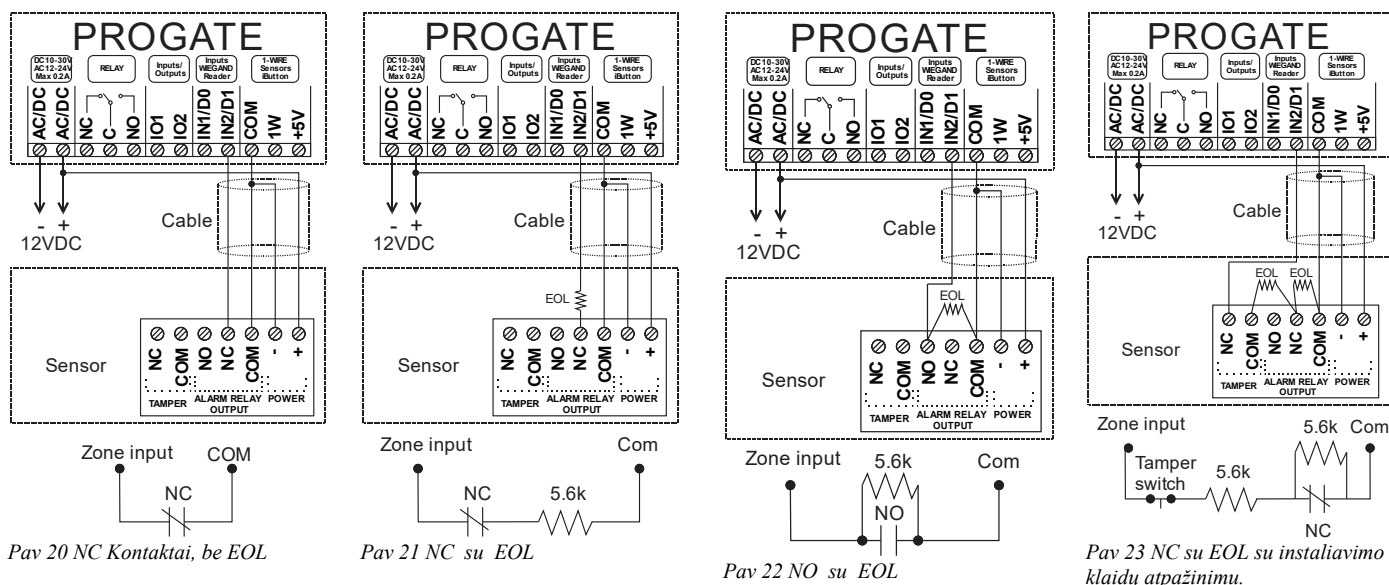 PROGATE
DC10-30V
AC12-24V
Max 0.2A
RELAY
Inputs/
Outputs
Inputs
WIEGAND
Reader
1-WIRE
Sensors
iButton
AC/DC
AC/DC
NC
C
NO
IO1
IO2
IN1/D0
IN2/D1
COM
1W
+5V
- +
12VDC
Cable
Sensor
NC
COM
NO
NC
COM
-
+
TAMPER
ALARM RELAY
OUTPUT
POWER
Zone input
COM
NC
Pav 20 NC Kontaktai, be EOL
PROGATE
DC10-30V
AC12-24V
Max 0.2A
RELAY
Inputs/
Outputs
Inputs
WIEGAND
Reader
1-WIRE
Sensors
iButton
AC/DC
AC/DC
NC
C
NO
IO1
IO2
IN1/D0
IN2/D1
COM
1W
+5V
- +
12VDC
Cable
EOL
Sensor
NC
COM
NO
NC
COM
-
+
TAMPER
ALARM RELAY
OUTPUT
POWER
Zone input
Com
NC
5.6k
Pav 21 NC su EOL
PROGATE
DC10-30V
AC12-24V
Max 0.2A
RELAY
Inputs/
Outputs
Inputs
WIEGAND
Reader
1-WIRE
Sensors
iButton
AC/DC
AC/DC
NC
C
NO
IO1
IO2
IN1/D0
IN2/D1
COM
1W
+5V
- +
12VDC
Cable
EOL
Sensor
NC
COM
NO
NC
COM
-
+
TAMPER
ALARM RELAY
OUTPUT
POWER
Zone input
5.6k
Com
NO
Pav 22 NO su EOL
PROGATE
DC10-30V
AC12-24V
Max 0.2A
RELAY
Inputs/
Outputs
Inputs
WIEGAND
Reader
1-WIRE
Sensors
iButton
AC/DC
AC/DC
NC
C
NO
IO1
IO2
IN1/D0
IN2/D1
COM
1W
+5V
- +
12VDC
Cable
EOL
EOL
Sensor
NC
COM
NO
NC
COM
-
+
TAMPER
ALARM RELAY
OUTPUT
POWER
Zone input
5.6k
Com
Tamper
switch
5.6k
NC
Pav 23 NC su EOL su instaliavimo
klaidu atpažinimu.